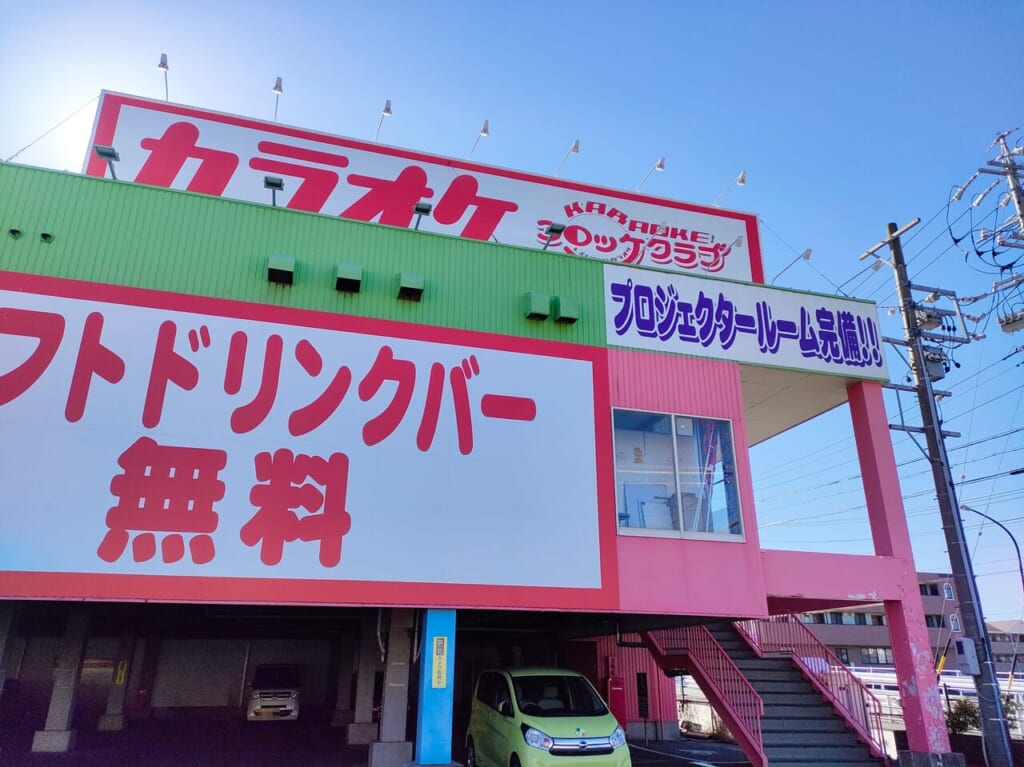 カラオケ
KARAOKE
コロッケクラブ
プロジェクタールーム完備!!
フトドリンクバー
無料